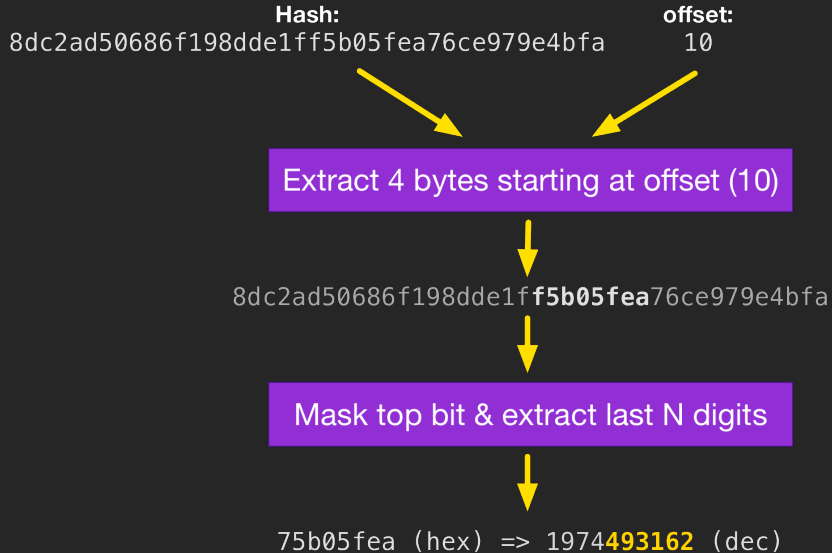 Hash: offset:
8dc2ad50686f198dde1ff5b05fea76ce979e4bfa 10
Extract 4 bytes starting at offset (10)
8dc2ad50686f198dde1ff5b05fea76ce979e4bfa
Mask top bit & extract last N digits
75b05fea (hex) => 1974493162 (dec)